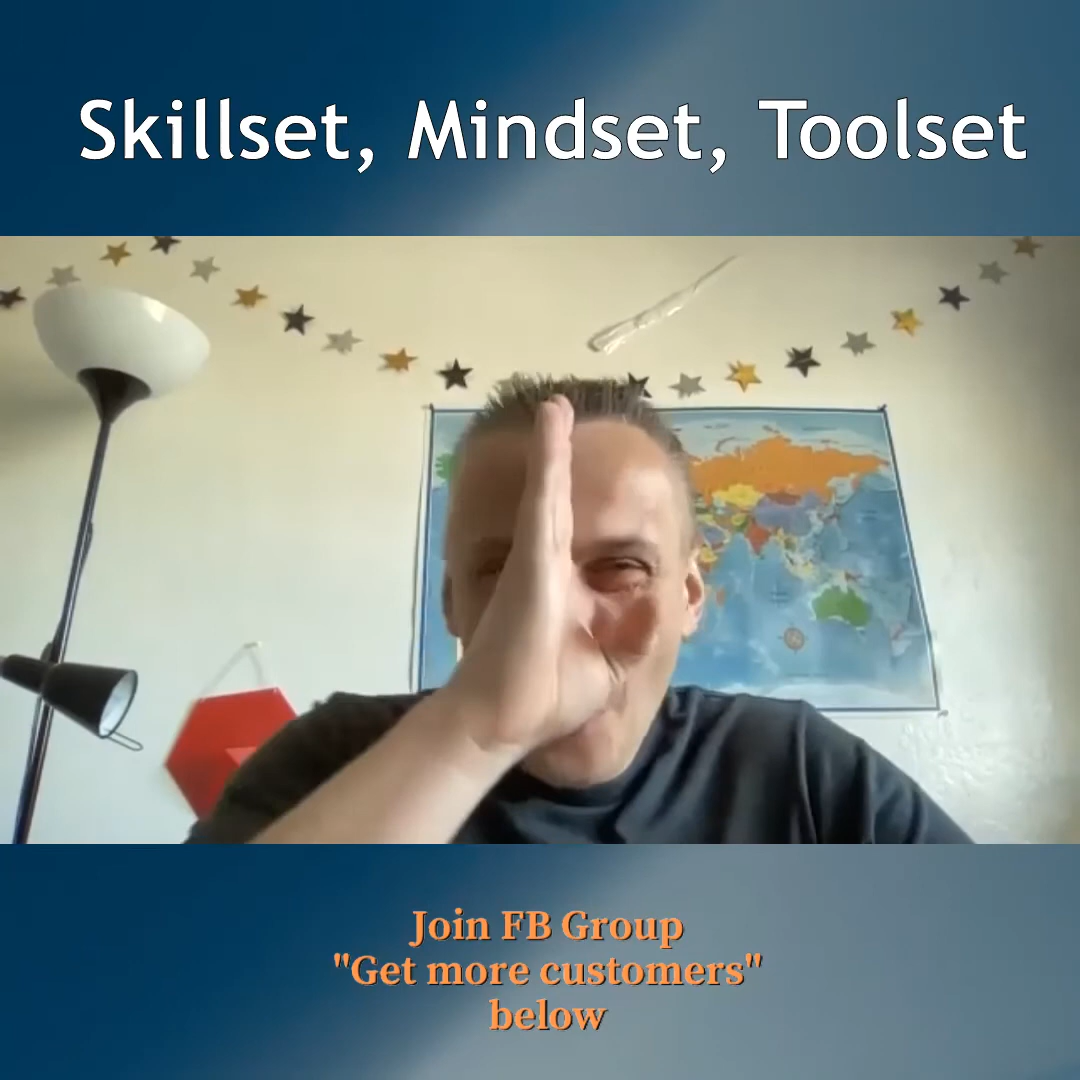 Skillset, Mindset, Toolset
Join FB Group
"Get more customers"
below